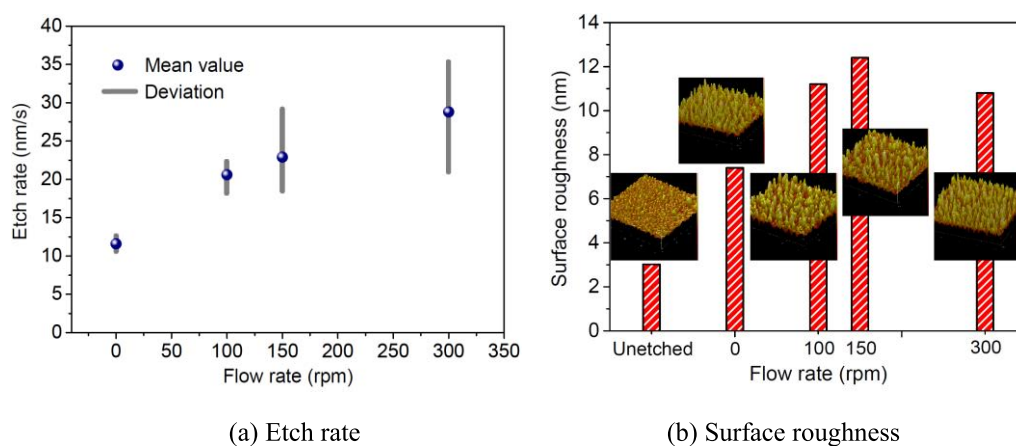 40
35
30
25
20
15
10
5
0
Etch rate (nm/s)
Mean value
Deviation
0 50 100 150 200 250 300 350
Flow rate (rpm)
(a) Etch rate
14
12
10
8
6
4
2
0
Surface roughness (nm)
Unetched 0 100 150 300
Flow rate (rpm)
(b) Surface roughness